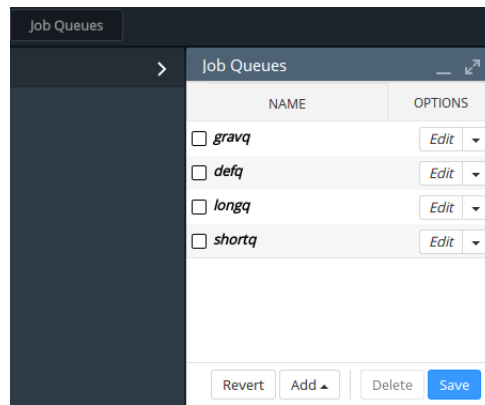 Job Queues
Job Queues
NAME OPTIONS
gravq Edit
defq Edit
longq Edit
shortq Edit
Revert Add Delete Save